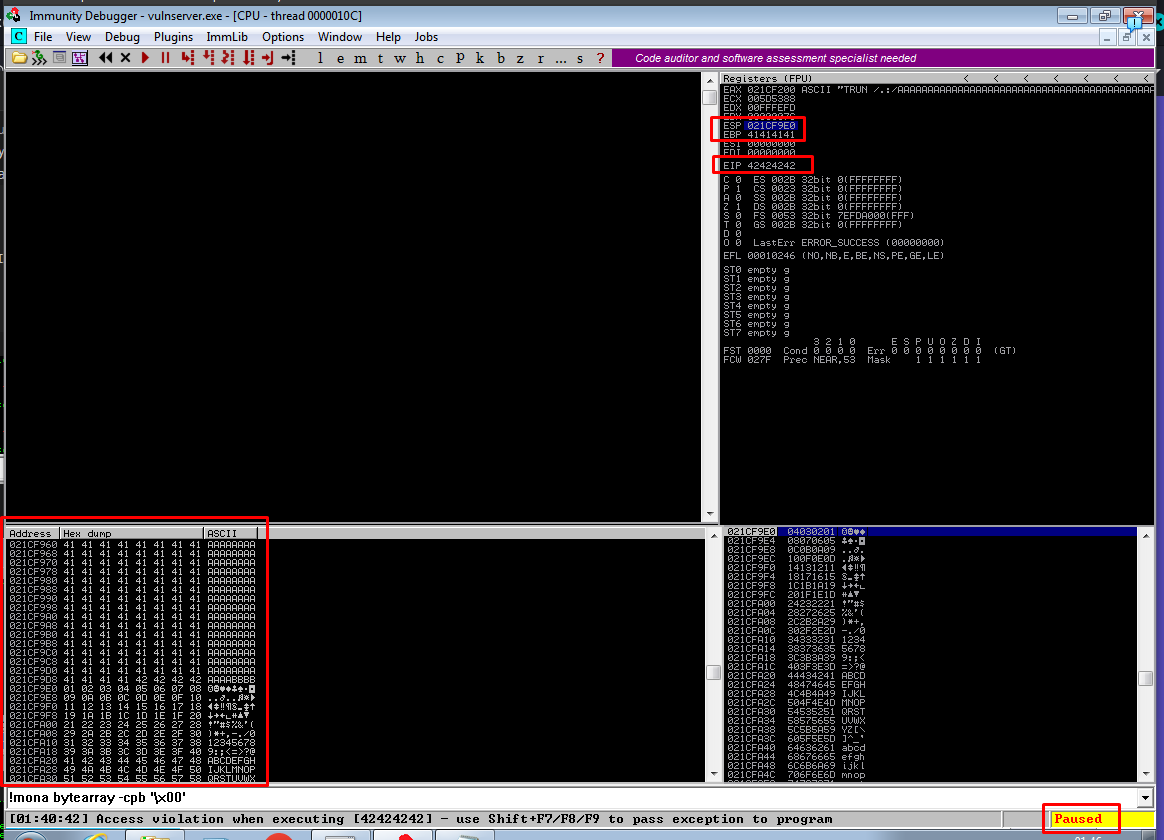 Immunity Debugger - vulnserver.exe - [CPU - thread 0000010C]
C File View Debug Plugins ImmLib Options Window Help Jobs
l e m t w h c P k b z r ... s ?
Code auditor and software assessment specialist needed
Registers (FPU) < < < < < < <
EAX 021CF200 ASCII "TRUN /.:/AAAAAAAAAAAAAAAAAAAAAAAAAAAAAAAAAAAAAAAAAAA
ECX 005D5388
EDX 00FFFEFD
ESP 021CF9E0
EBP 41414141
ESI 00000000
EDI 00000000
EIP 42424242
C 0 ES 002B 32bit 0(FFFFFFFF)
P 1 CS 0023 32bit 0(FFFFFFFF)
A 0 SS 002B 32bit 0(FFFFFFFF)
Z 1 DS 002B 32bit 0(FFFFFFFF)
S 0 FS 0053 32bit 7EFDA000(FFF)
T 0 GS 002B 32bit 0(FFFFFFFF)
D 0
O 0 LastErr ERROR_SUCCESS (00000000)
EFL 00010246 (NO,NB,E,BE,NS,PE,GE,LE)
ST0 empty g
ST1 empty g
ST2 empty g
ST3 empty g
ST4 empty g
ST5 empty g
ST6 empty g
ST7 empty g
3 2 1 0 E S P U O Z D I
FST 0000 Cond 0 0 0 0 Err 0 0 0 0 0 0 0 0 (GT)
FCW 027F Prec NEAR,53 Mask 1 1 1 1 1 1
Address Hex dump ASCII
021CF960 41 41 41 41 41 41 41 41 AAAAAAAA
021CF968 41 41 41 41 41 41 41 41 AAAAAAAA
021CF970 41 41 41 41 41 41 41 41 AAAAAAAA
021CF978 41 41 41 41 41 41 41 41 AAAAAAAA
021CF980 41 41 41 41 41 41 41 41 AAAAAAAA
021CF988 41 41 41 41 41 41 41 41 AAAAAAAA
021CF990 41 41 41 41 41 41 41 41 AAAAAAAA
021CF998 41 41 41 41 41 41 41 41 AAAAAAAA
021CF9A0 41 41 41 41 41 41 41 41 AAAAAAAA
021CF9A8 41 41 41 41 41 41 41 41 AAAAAAAA
021CF9B0 41 41 41 41 41 41 41 41 AAAAAAAA
021CF9B8 41 41 41 41 41 41 41 41 AAAAAAAA
021CF9C0 41 41 41 41 41 41 41 41 AAAAAAAA
021CF9C8 41 41 41 41 41 41 41 41 AAAAAAAA
021CF9D0 41 41 41 41 41 41 41 41 AAAAAAAA
021CF9D8 41 41 41 41 42 42 42 42 AAAABBBB
021CF9E0 01 02 03 04 05 06 07 08
021CF9E8 09 0A 0B 0C 0D 0E 0F 10
021CF9F0 11 12 13 14 15 16 17 18
021CF9F8 19 1A 1B 1C 1D 1E 1F 20
021CFA00 21 22 23 24 25 26 27 28 !"#$%&'(
021CFA08 29 2A 2B 2C 2D 2E 2F 30 )*+,-./0
021CFA10 31 32 33 34 35 36 37 38 12345678
021CFA18 39 3A 3B 3C 3D 3E 3F 40 9:;<=>?@
021CFA20 41 42 43 44 45 46 47 48 ABCDEFGH
021CFA28 49 4A 4B 4C 4D 4E 4F 50 IJKLMNOP
021CFA30 51 52 53 54 55 56 57 58 QRSTUVWX
021CF9E0 04030201
021CF9E4 08070605
021CF9E8 0C0B0A09
021CF9EC 100F0E0D
021CF9F0 14131211
021CF9F4 18171615
021CF9F8 1C1B1A19
021CF9FC 201F1E1D
021CFA00 24232221 !"#$
021CFA04 28272625 %&'(
021CFA08 2C2B2A29 )*+,
021CFA0C 302F2E2D -./0
021CFA10 34333231 1234
021CFA14 38373635 5678
021CFA18 3C3B3A39 9:;<
021CFA1C 403F3E3D =>?@
021CFA20 44434241 ABCD
021CFA24 48474645 EFGH
021CFA28 4C4B4A49 IJKL
021CFA2C 504F4E4D MNOP
021CFA30 54535251 QRST
021CFA34 58575655 UVWX
021CFA38 5C5B5A59 YZ[\
021CFA3C 605F5E5D ]^_`
021CFA40 64636261 abcd
021CFA44 68676665 efgh
021CFA48 6C6B6A69 ijkl
021CFA4C 706F6E6D mnop
!mona bytearray -cpb "\x00'
[01:40:42] Access violation when executing [42424242] - use Shift+F7/F8/F9 to pass exception to program
Paused